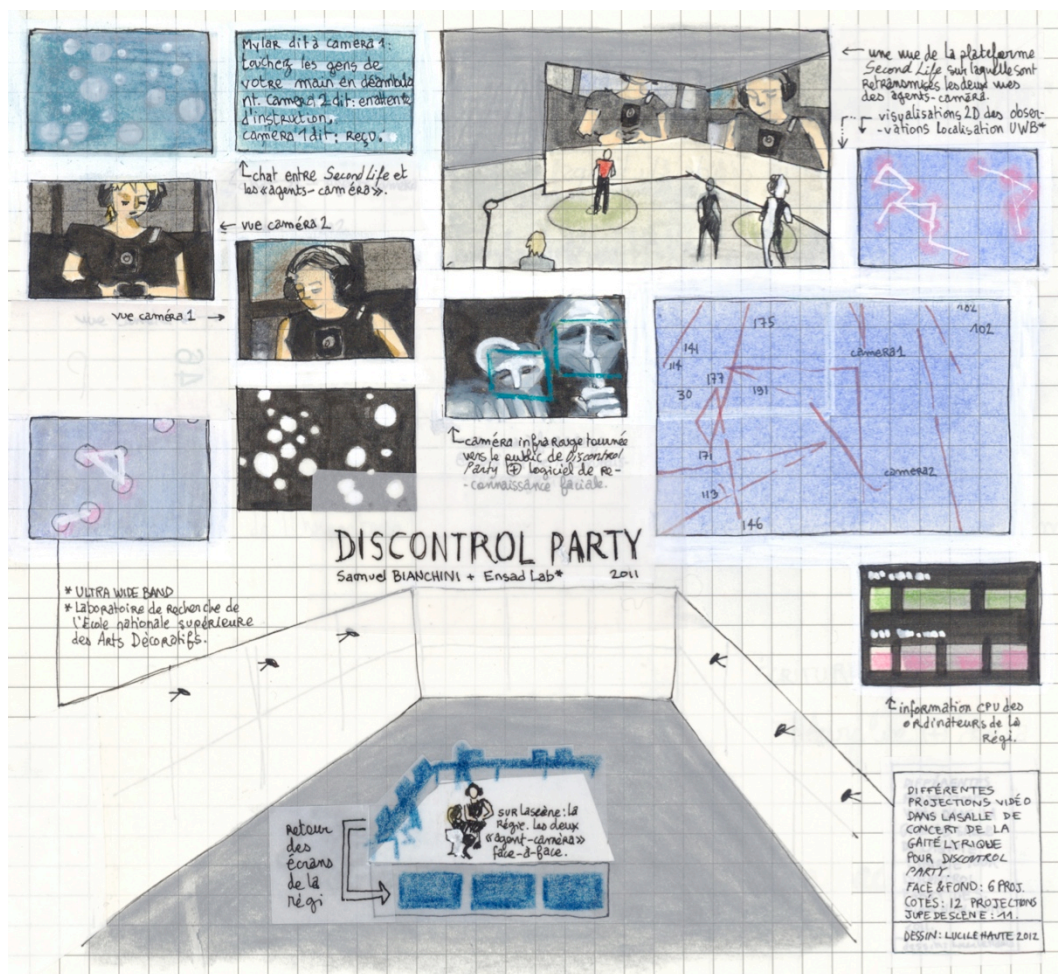 Mylar dit à camera 1:
touchez les gens de
votre main en déambula
nt. Camera 2 dit: en attente
d'instruction.
camera 1 dit: Reçu.
chat entre Second Life et
les «agents-caméra».
← une vue de la plateforme
Second Life sur laquelle sont
retransmises les deux vues
des agents-caméra.
visualisations 2D des obser-
-vations localisation UWB*
← vue caméra 2
vue caméra 1 →
caméra infrarouge tournée
vers le public de Discontrol
Party + logiciel de re-
-connaissance faciale.
175
102
102
141
114
camera1
177
30
191
171
camera2
113
146
DISCONTROL PARTY
Samuel BIANCHINI + Ensad Lab* 2011
* ULTRA WIDE BAND
* Laboratoire de Recherche de
l'École nationale supérieure
des Arts Décoratifs.
information CPU des
ordinateurs de la
Régi.
Retour
des
écrans
de la
régi
SUR la scène: la
Régie. les deux
«agent-caméra»
face-à-face.
DIFFÉRENTES
PROJECTIONS VIDÉO
DANS LA SALLE DE
CONCERT DE LA
GAITÉ LYRIQUE
POUR DISCONTROL
PARTY.
FACE & FOND: 6 PROJ.
COTÉS: 12 PROJECTIONS
JUPE DE SCÈNE: 11.
DESSIN: LUCILE HAUTE 2012